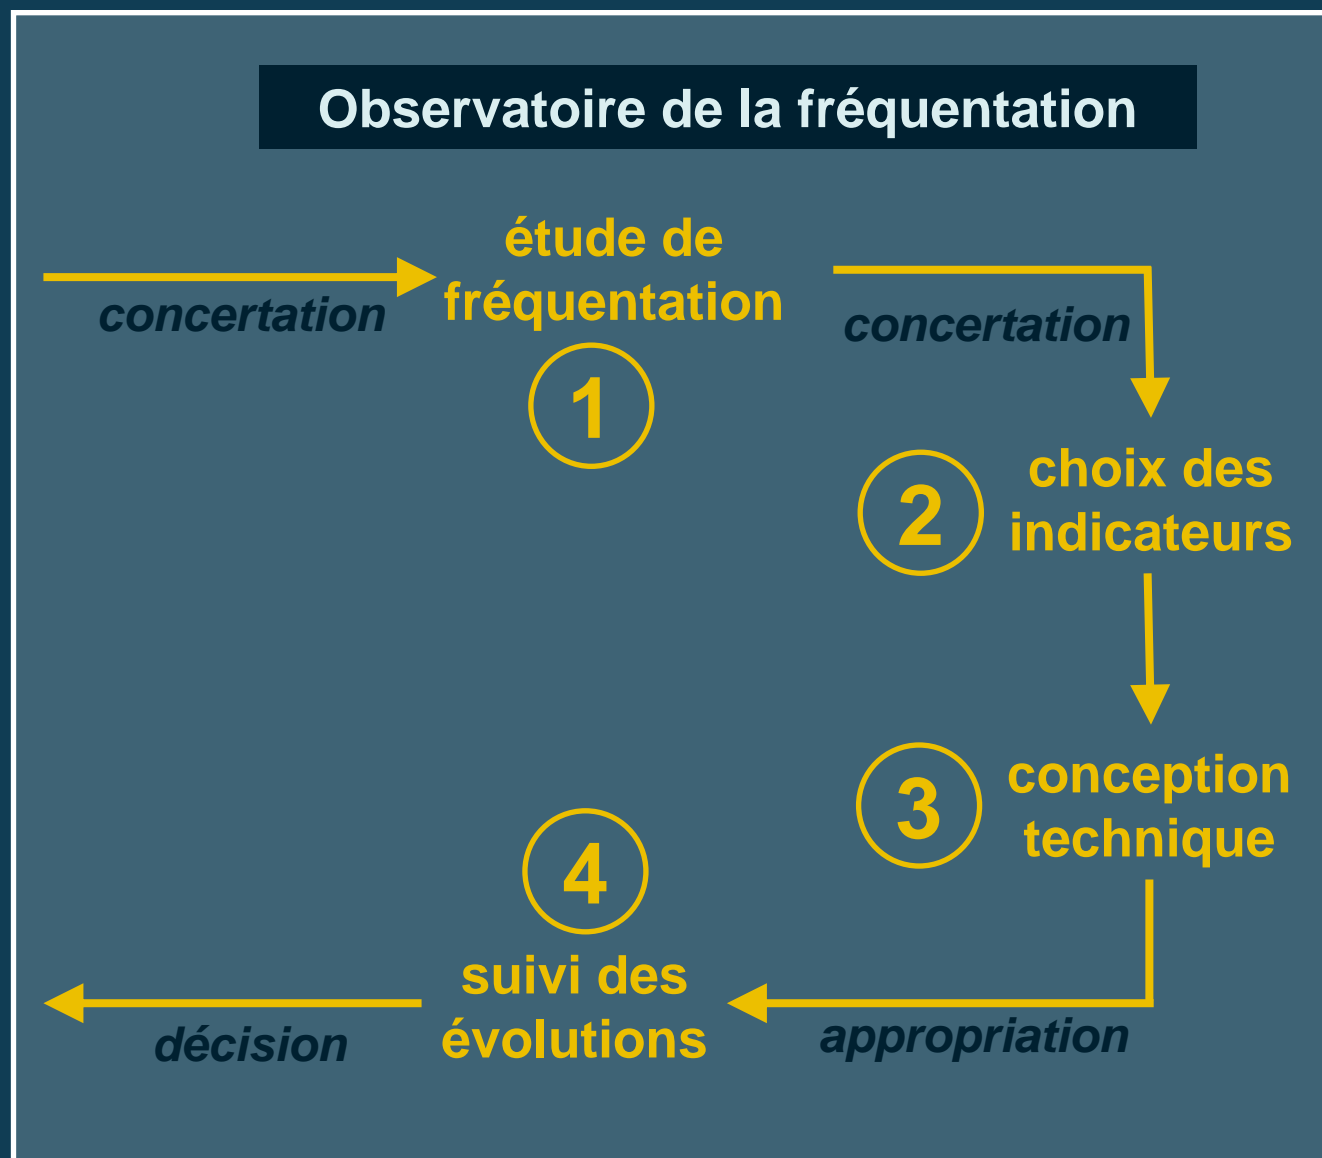 Observatoire de la fréquentation
concertation
étude de
fréquentation
1
concertation
2
choix des
indicateurs
3
conception
technique
appropriation
4
suivi des
évolutions
décision